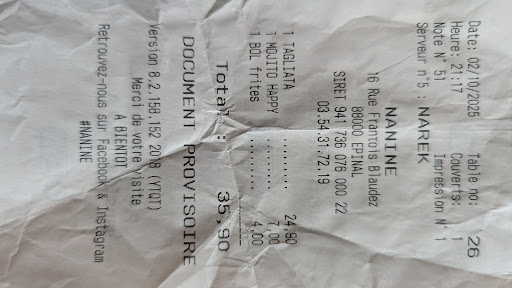 Date: 02/10/2025 Table no: 26
Heure: 21:17 Couverts: 1
Note N° 51 Impression N° 1
Serveur n°5 : NAREK
NANINE
16 Rue Frantois Blaudez
88000 EPINAL
SIRET 941 736 076 000 22
03.54.31.72.19
1 TAGLIATA ........ 24,90
1 MOJITO HAPPY ........ 7,00
1 BOL frites ........ 4,00
Total : 35,90
DOCUMENT PROVISOIRE
Version 8.2.158.152 2018 (YIQT)
Merci de votre visite
A BIENTOT
#NANINE
Retrouvez-nous sur Facebook & Instagram